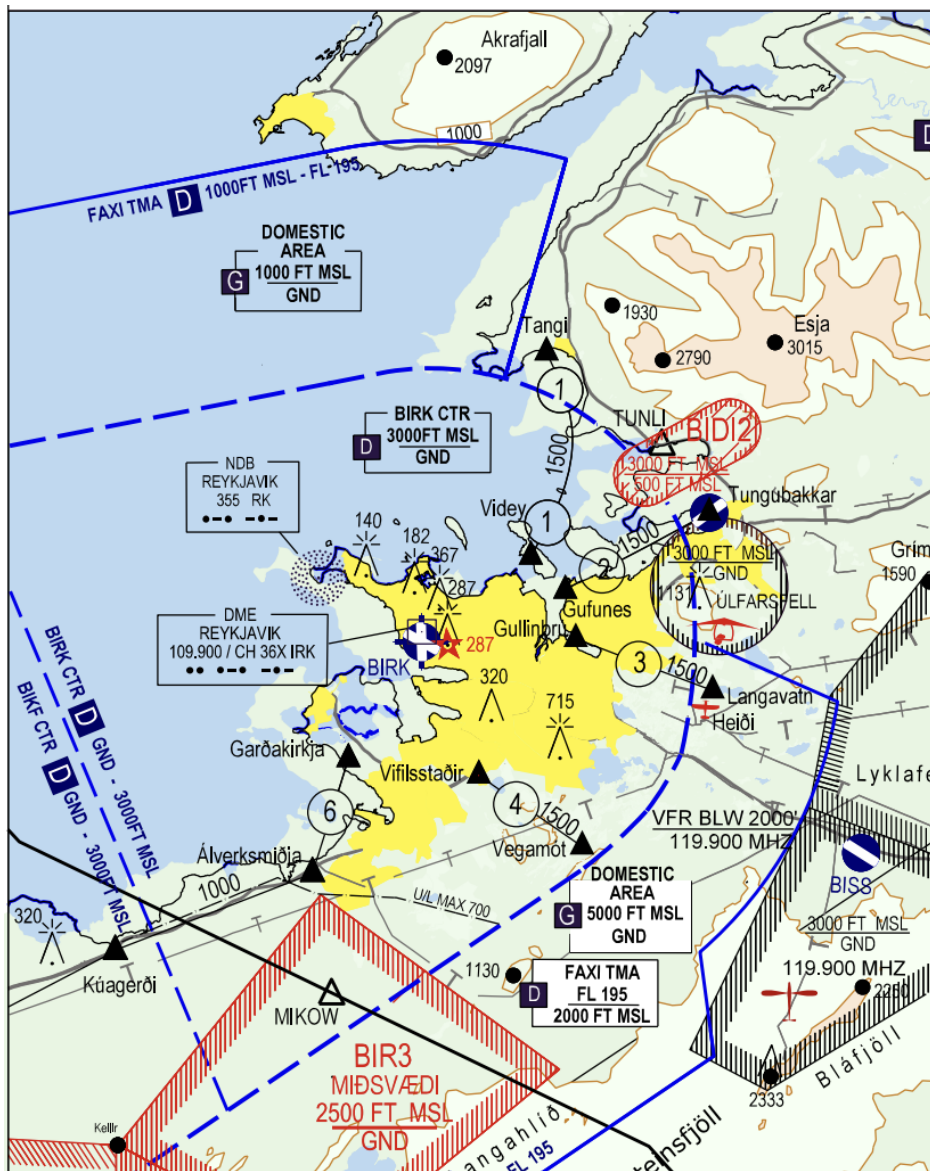 Akrafjall
2097
1000
FAXI TMA D 1000FT MSL - FL 195
DOMESTIC
AREA
G
1000 FT MSL
GND
Tangi
1930
2790
Esja
3015
1
BIRK CTR
D
3000FT MSL
GND
TUNLI
BIDI2
3000 FT MSL
500 FT MSL
1500
NDB
REYKJAVIK
355 RK
Videy
1
Tungubakkar
140
182
367
287
1500
2
3000 FT MSL
GND
1131
ÚLFARSFELL
1590
DME
REYKJAVIK
109.900 / CH 36X IRK
Gufunes
Gullinbru
287
BIRK
3
1500
Langavatn
Heiði
320
715
BIRK CTR D GND - 3000FT MSL
BIKF CTR D GND - 3000FT MSL
Garðakirkja
Vifilsstaðir
6
4
1500
Vegamót
Lyklafe
VFR BLW 2000'
119.900 MHZ
BISS
Álverksmiðja
1000
U/L MAX 700
320
Kúagerði
DOMESTIC
AREA
G
5000 FT MSL
GND
3000 FT MSL
GND
119.900 MHZ
2250
1130
FAXI TMA
D
FL 195
2000 FT MSL
MIKOW
BIR3
MIÐSVÆÐI
2500 FT MSL
GND
Bláfjöll
2333
Kelllr
angahlíð
FL 195
teinsfjöll